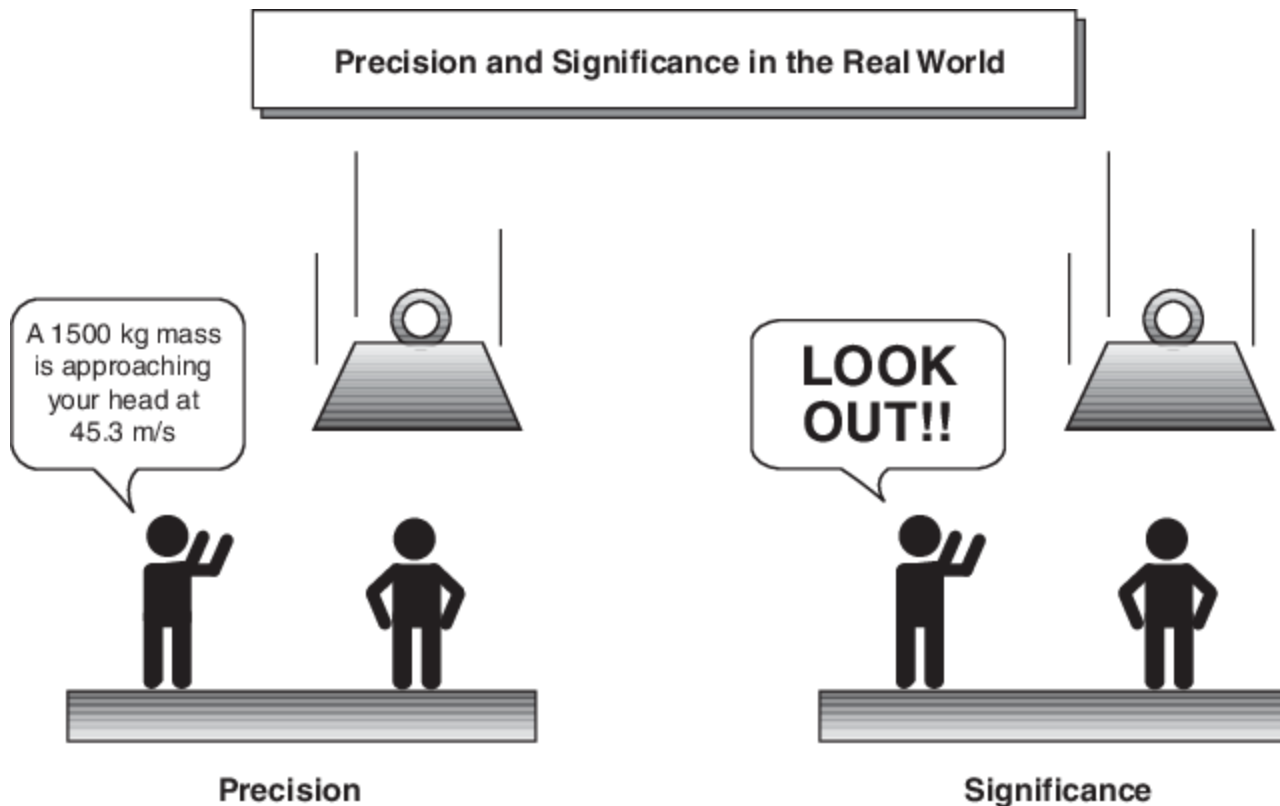 Precision and Significance in the Real World
A 1500 kg mass
is approaching
your head at
45.3 m/s
LOOK
OUT!!
Precision
Significance